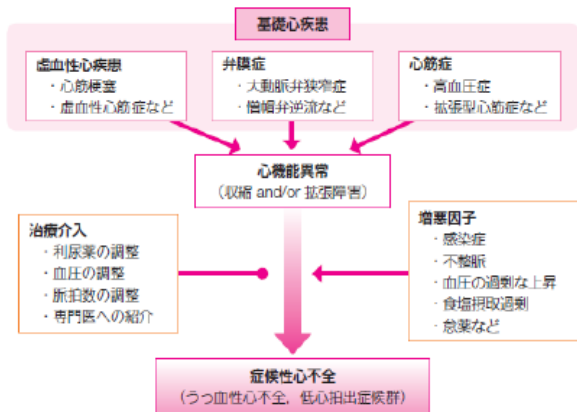 基礎心疾患
虚血性心疾患
・心筋梗塞
・虚血性心筋症など
弁膜症
・大動脈弁狭窄症
・僧帽弁逆流など
心筋症
・高血圧症
・拡張型心筋症など
心機能異常
（収縮 and/or 拡張障害）
治療介入
・利尿薬の調整
・血圧の調整
・脈拍数の調整
・専門医への紹介
増悪因子
・感染症
・不整脈
・血圧の過剰な上昇
・食塩摂取過剰
・怠薬など
症候性心不全
（うっ血性心不全，低心拍出症候群）